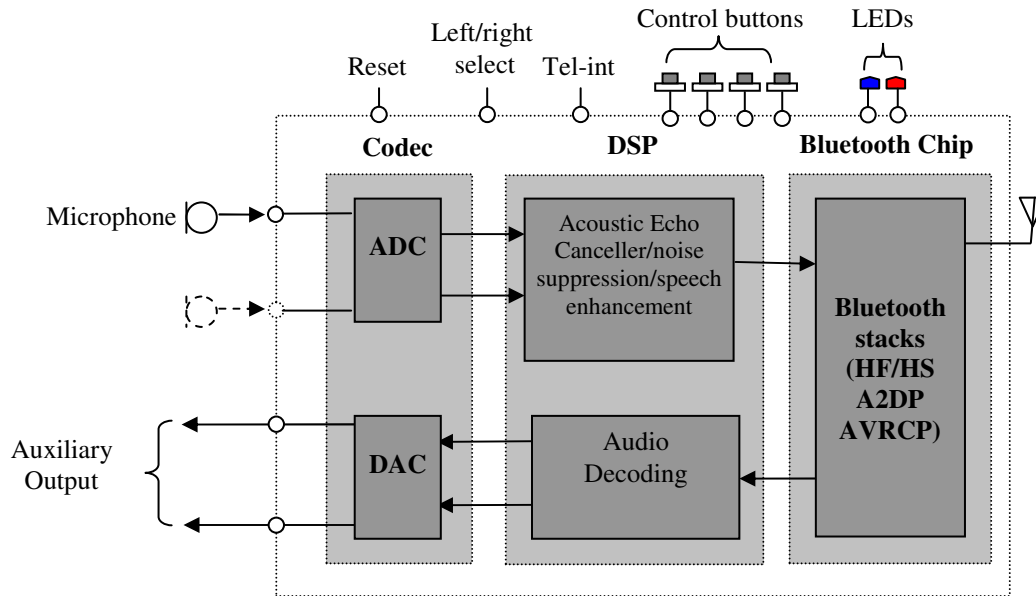 Control buttons
LEDs
Left/right
select
Reset
Tel-int
Codec
DSP
Bluetooth Chip
Microphone
ADC
Acoustic Echo
Canceller/noise
suppression/speech
enhancement
Bluetooth
stacks
(HF/HS
A2DP
AVRCP)
Auxiliary
Output
DAC
Audio
Decoding